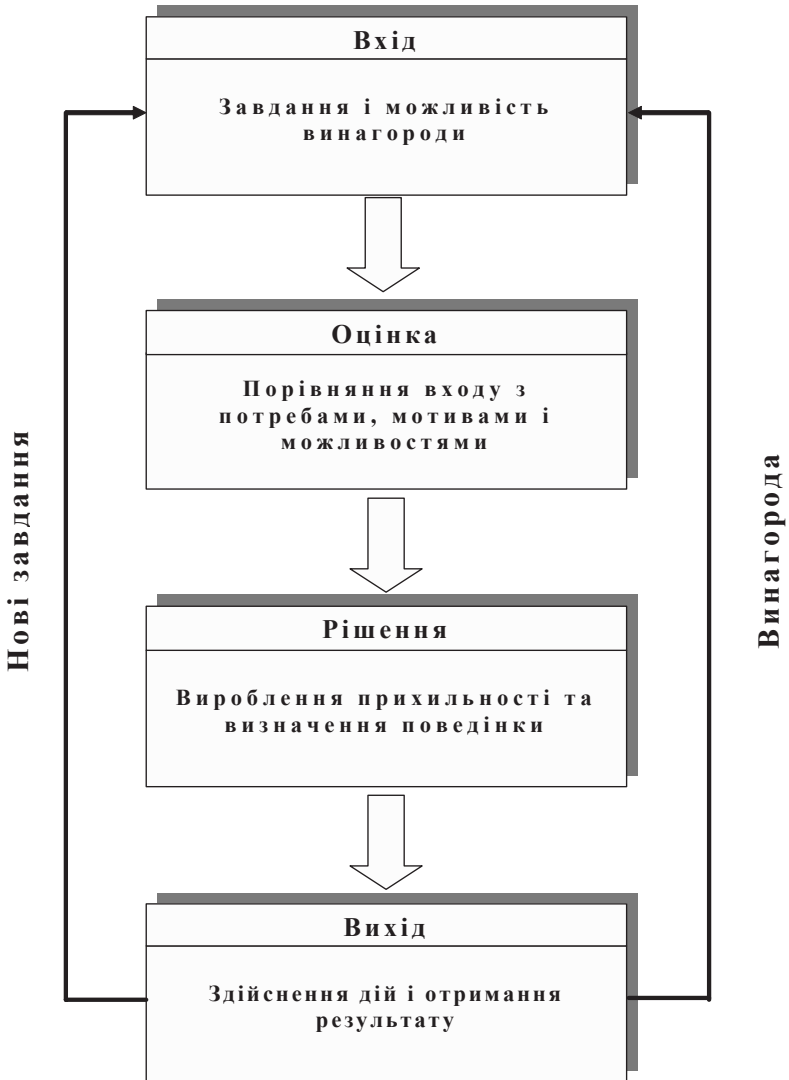 Вхід
Завдання і можливість
винагороди
Оцінка
Порівняння входу з
потребами, мотивами і
можливостями
Нові завдання
Винагорода
Рішення
Вироблення прихильності та
визначення поведінки
Вихід
Здійснення дій і отримання
результату